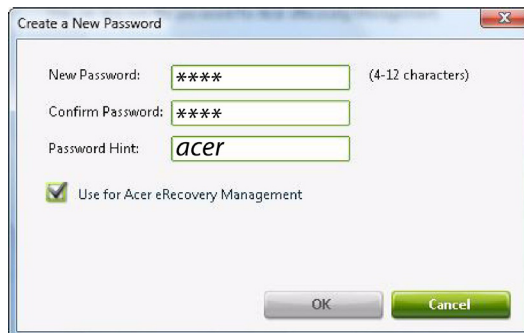 Create a New Password
New Password: **** (4-12 characters)
Confirm Password: ****
Password Hint: acer
Use for Acer eRecovery Management
OK Cancel